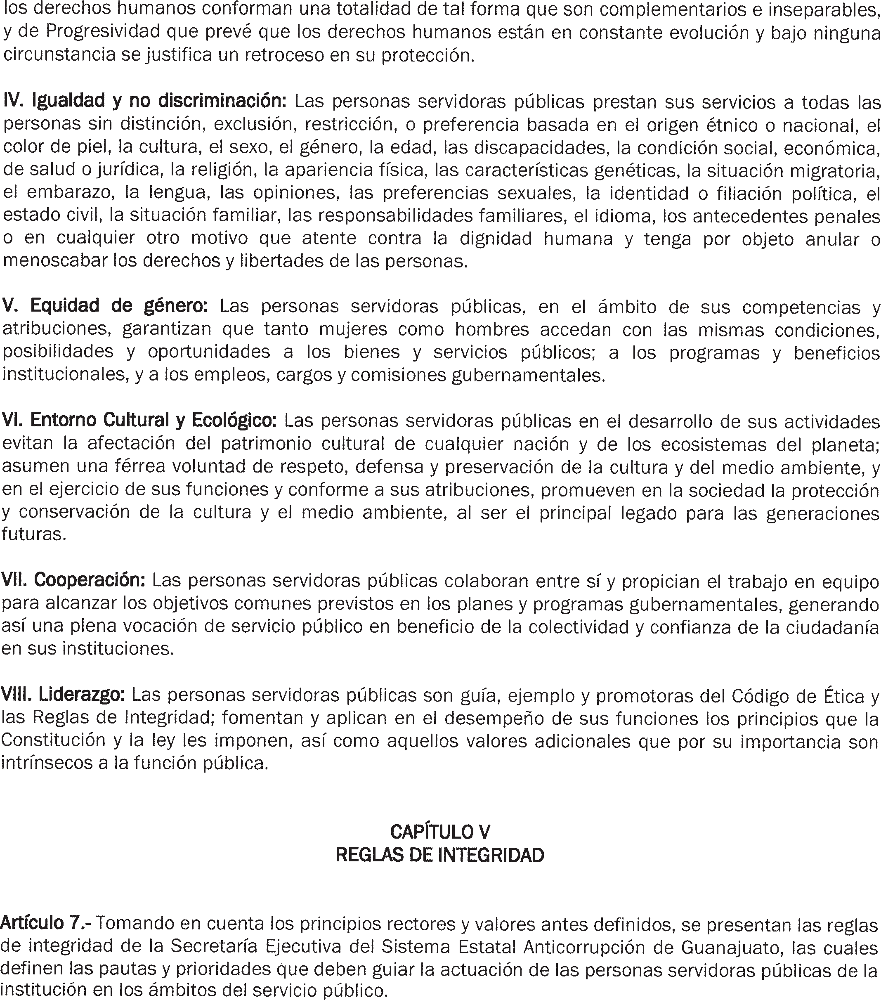 los derechos humanos conforman una totalidad de tal forma que son complementarios e inseparables,
y de Progresividad que prevé que los derechos humanos están en constante evolución y bajo ninguna
circunstancia se justifica un retroceso en su protección.
IV. Igualdad y no discriminación: Las personas servidoras públicas prestan sus servicios a todas las
personas sin distinción, exclusión, restricción, o preferencia basada en el origen étnico o nacional, el
color de piel, la cultura, el sexo, el género, la edad, las discapacidades, la condición social, económica,
de salud o jurídica, la religión, la apariencia física, las características genéticas, la situación migratoria,
el embarazo, la lengua, las opiniones, las preferencias sexuales, la identidad o filiación política, el
estado civil, la situación familiar, las responsabilidades familiares, el idioma, los antecedentes penales
o en cualquier otro motivo que atente contra la dignidad humana y tenga por objeto anular o
menoscabar los derechos y libertades de las personas.
V. Equidad de género: Las personas servidoras públicas, en el ámbito de sus competencias y
atribuciones, garantizan que tanto mujeres como hombres accedan con las mismas condiciones,
posibilidades y oportunidades a los bienes y servicios públicos; a los programas y beneficios
institucionales, y a los empleos, cargos y comisiones gubernamentales.
VI. Entorno Cultural y Ecológico: Las personas servidoras públicas en el desarrollo de sus actividades
evitan la afectación del patrimonio cultural de cualquier nación y de los ecosistemas del planeta;
asumen una férrea voluntad de respeto, defensa y preservación de la cultura y del medio ambiente, y
en el ejercicio de sus funciones y conforme a sus atribuciones, promueven en la sociedad la protección
y conservación de la cultura y el medio ambiente, al ser el principal legado para las generaciones
futuras.
VII. Cooperación: Las personas servidoras públicas colaboran entre sí y propician el trabajo en equipo
para alcanzar los objetivos comunes previstos en los planes y programas gubernamentales, generando
así una plena vocación de servicio público en beneficio de la colectividad y confianza de la ciudadanía
en sus instituciones.
VIII. Liderazgo: Las personas servidoras públicas son guía, ejemplo y promotoras del Código de Ética y
las Reglas de Integridad; fomentan y aplican en el desempeño de sus funciones los principios que la
Constitución y la ley les imponen, así como aquellos valores adicionales que por su importancia son
intrínsecos a la función pública.
CAPÍTULO V
REGLAS DE INTEGRIDAD
Artículo 7.- Tomando en cuenta los principios rectores y valores antes definidos, se presentan las reglas
de integridad de la Secretaría Ejecutiva del Sistema Estatal Anticorrupción de Guanajuato, las cuales
definen las pautas y prioridades que deben guiar la actuación de las personas servidoras públicas de la
institución en los ámbitos del servicio público.